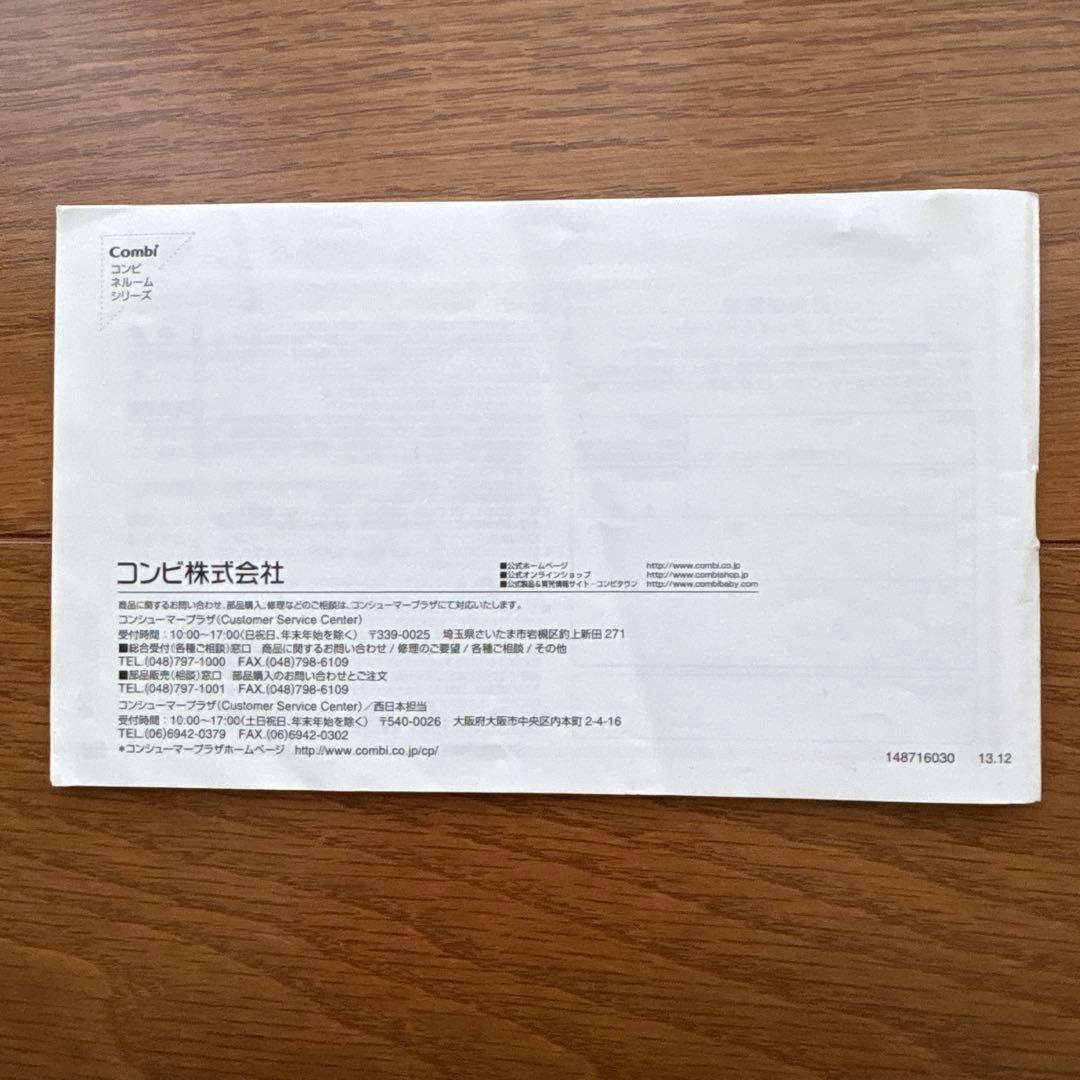 Combi
コンビ
ネルーム
シリーズ
コンビ株式会社
■公式ホームページ http://www.combi.co.jp
■公式オンラインショップ http://www.combishop.jp
■公式製品&育児情報サイト・コンビタウン http://www.combibaby.com
商品に関するお問い合わせ、部品購入、修理などのご相談は、コンシューマープラザにて対応いたします。
コンシューマープラザ(Customer Service Center)
受付時間:10:00~17:00(日祝日、年末年始を除く) 〒339-0025 埼玉県さいたま市岩槻区釣上新田271
■総合受付(各種ご相談)窓口 商品に関するお問い合わせ/修理のご要望/各種ご相談/その他
TEL.(048)797-1000 FAX.(048)798-6109
■部品販売(相談)窓口 部品購入のお問い合わせとご注文
TEL.(048)797-1001 FAX.(048)798-6109
コンシューマープラザ(Customer Service Center)/西日本担当
受付時間:10:00~17:00(土日祝日、年末年始を除く) 〒540-0026 大阪府大阪市中央区内本町2-4-16
TEL.(06)6942-0379 FAX.(06)6942-0302
*コンシューマープラザホームページ http://www.combi.co.jp/cp/
148716030 13.12